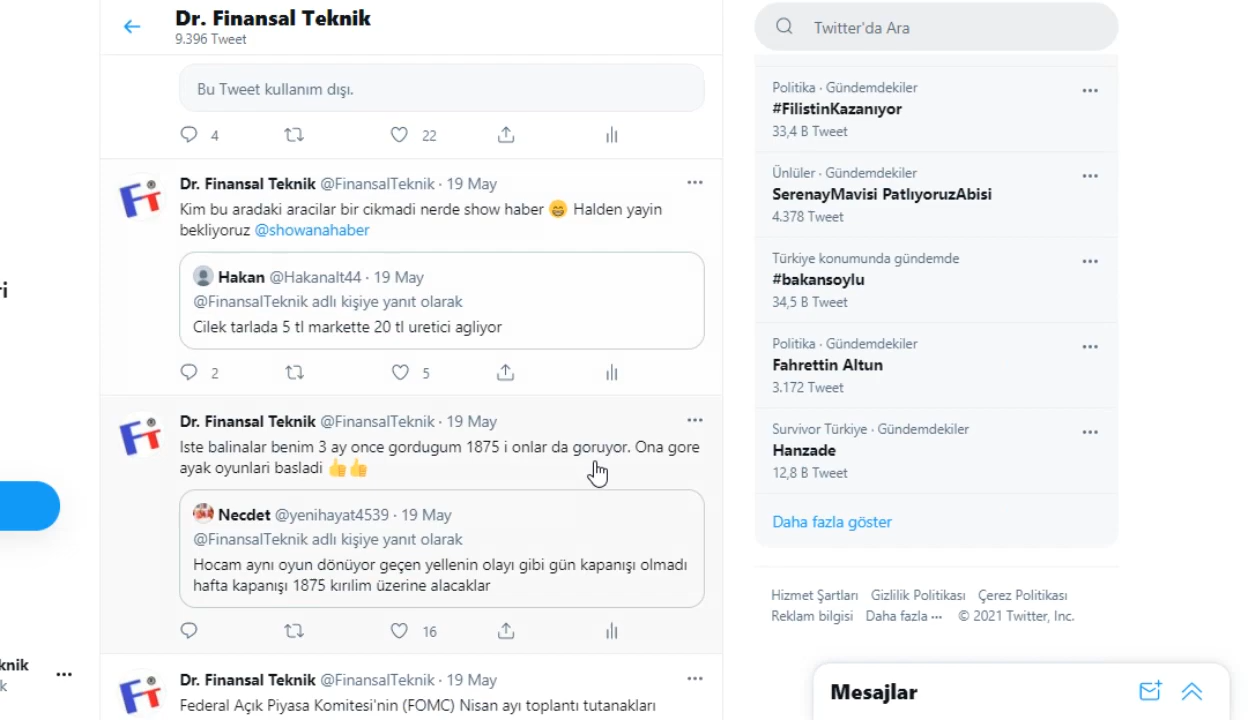 Dr. Finansal Teknik
9.396 Tweet
Bu Tweet kullanım dışı.
4
22
Dr. Finansal Teknik @FinansalTeknik · 19 May
Kim bu aradaki aracilar bir cikmadi nerde show haber 😁 Halden yayin
bekliyoruz @showanahaber
Hakan @Hakanalt44 · 19 May
@FinansalTeknik adlı kişiye yanıt olarak
Cilek tarlada 5 tl markette 20 tl uretici agliyor
2
5
Dr. Finansal Teknik @FinansalTeknik · 19 May
Iste balinalar benim 3 ay once gordugum 1875 i onlar da goruyor. Ona gore
ayak oyunlari basladi 👍👍
Necdet @yenihayat4539 · 19 May
@FinansalTeknik adlı kişiye yanıt olarak
Hocam aynı oyun dönüyor geçen yellenin olayı gibi gün kapanışı olmadı
hafta kapanışı 1875 kırılım üzerine alacaklar
16
Dr. Finansal Teknik @FinansalTeknik · 19 May
Federal Açık Piyasa Komitesi'nin (FOMC) Nisan ayı toplantı tutanakları
Twitter'da Ara
Politika · Gündemdekiler
#FilistinKazanıyor
33,4 B Tweet
Ünlüler · Gündemdekiler
SerenayMavisi PatlıyoruzAbisi
4.378 Tweet
Türkiye konumunda gündemde
#bakansoylu
34,5 B Tweet
Politika · Gündemdekiler
Fahrettin Altun
3.172 Tweet
Survivor Türkiye · Gündemdekiler
Hanzade
12,8 B Tweet
Daha fazla göster
Hizmet Şartları Gizlilik Politikası Çerez Politikası
Reklam bilgisi Daha fazla ··· © 2021 Twitter, Inc.
Mesajlar